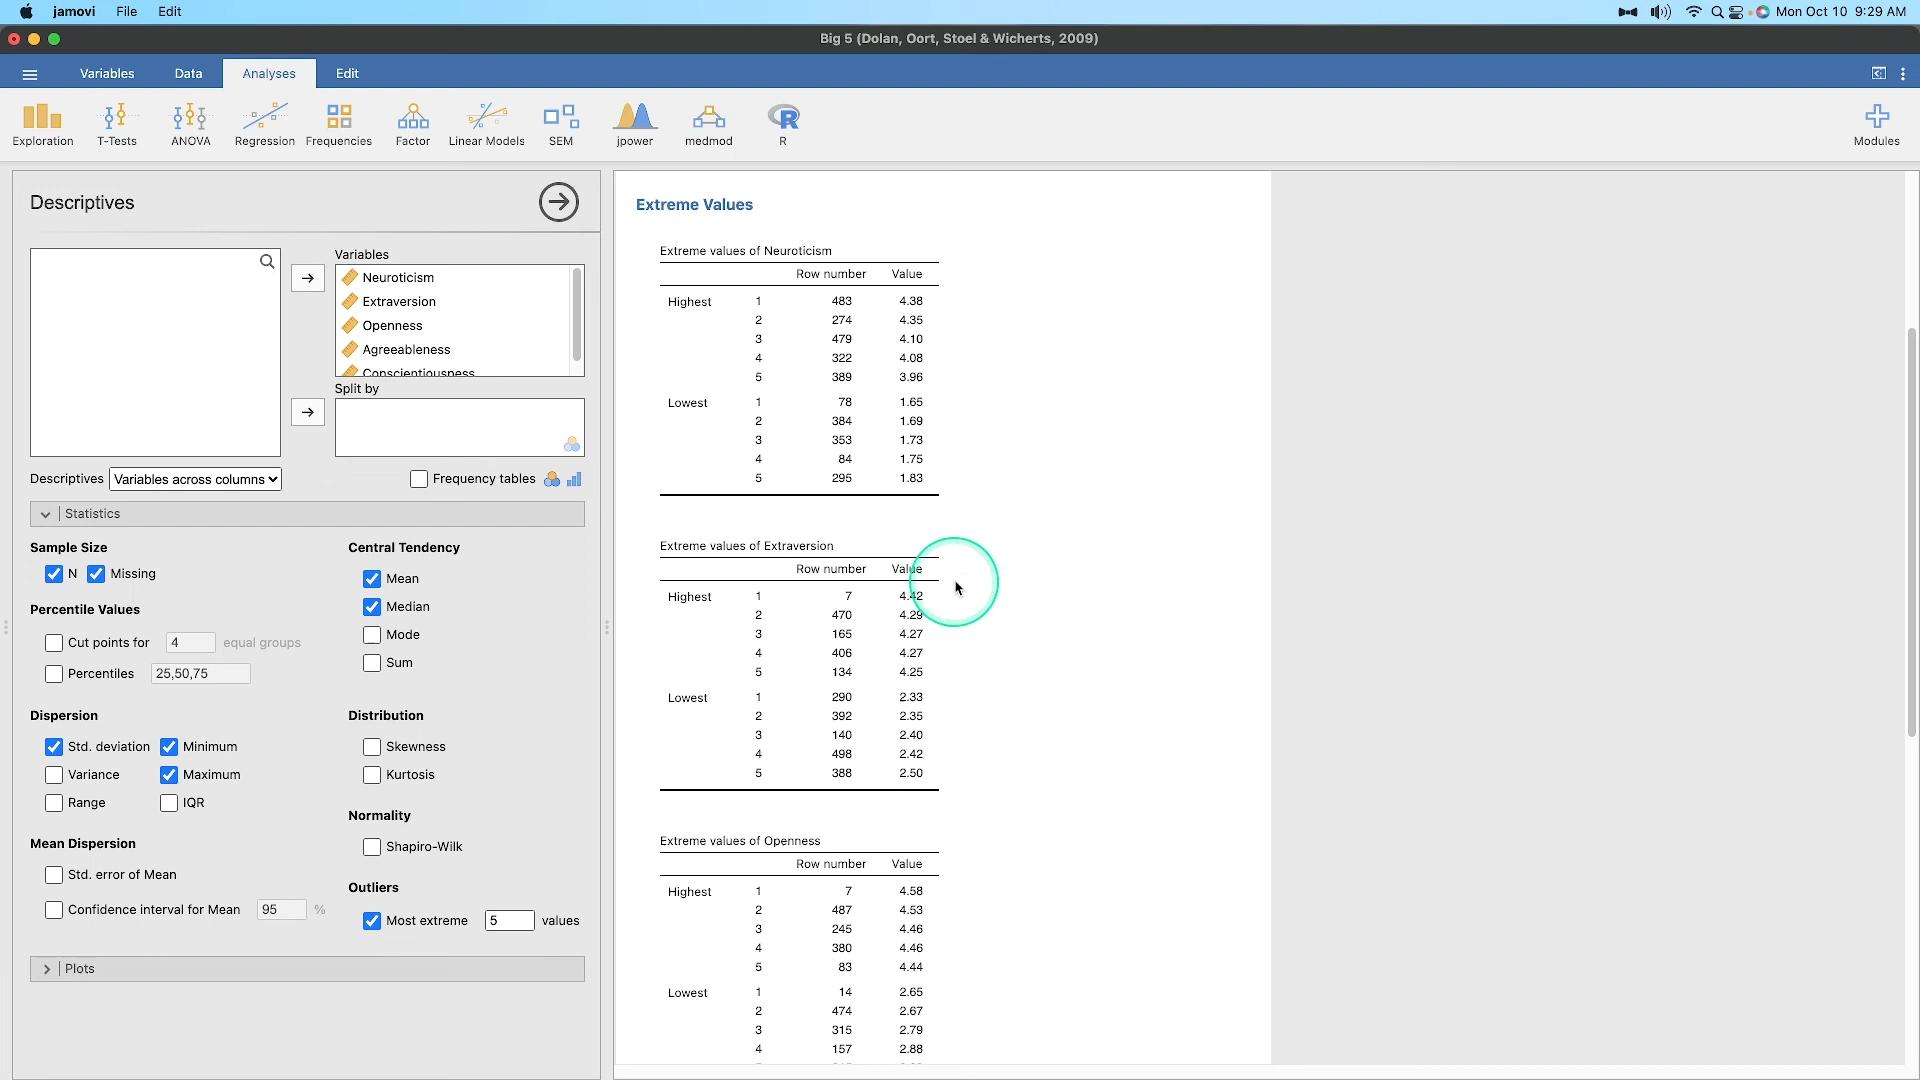 jamovi File Edit
Mon Oct 10 9:29 AM
Big 5 (Dolan, Oort, Stoel & Wicherts, 2009)
Variables Data Analyses Edit
Exploration T-Tests ANOVA Regression Frequencies Factor Linear Models SEM jpower medmod R Modules
Descriptives
Variables
Neuroticism
Extraversion
Openness
Agreeableness
Conscientiousness
Split by
Descriptives Variables across columns Frequency tables
Statistics
Sample Size
N Missing
Percentile Values
Cut points for 4 equal groups
Percentiles 25,50,75
Central Tendency
Mean
Median
Mode
Sum
Dispersion
Std. deviation Minimum
Variance Maximum
Range IQR
Distribution
Skewness
Kurtosis
Mean Dispersion
Std. error of Mean
Confidence interval for Mean 95 %
Normality
Shapiro-Wilk
Outliers
Most extreme 5 values
Plots
Extreme Values
Extreme values of Neuroticism
Row number Value
Highest 1 483 4.38
2 274 4.35
3 479 4.10
4 322 4.08
5 389 3.96
Lowest 1 78 1.65
2 384 1.69
3 353 1.73
4 84 1.75
5 295 1.83
Extreme values of Extraversion
Row number Value
Highest 1 7 4.42
2 470 4.29
3 165 4.27
4 406 4.27
5 134 4.25
Lowest 1 290 2.33
2 392 2.35
3 140 2.40
4 498 2.42
5 388 2.50
Extreme values of Openness
Row number Value
Highest 1 7 4.58
2 487 4.53
3 245 4.46
4 380 4.46
5 83 4.44
Lowest 1 14 2.65
2 474 2.67
3 315 2.79
4 157 2.88